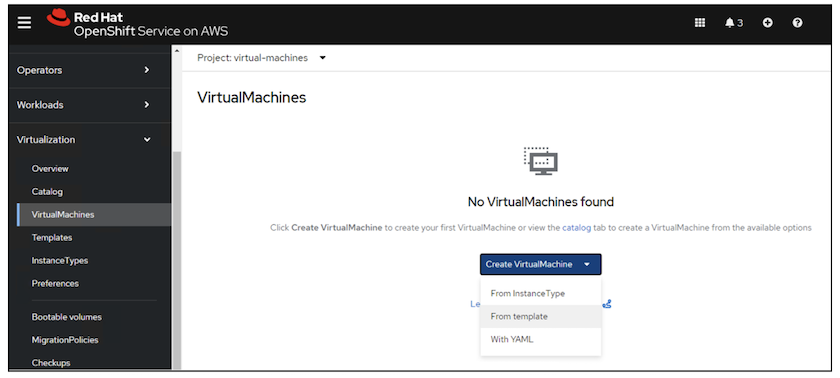 Red Hat
OpenShift Service on AWS
3
Operators
Workloads
Virtualization
Overview
Catalog
VirtualMachines
Templates
InstanceTypes
Preferences
Bootable volumes
MigrationPolicies
Checkups
Project: virtual-machines
VirtualMachines
No VirtualMachines found
Click Create VirtualMachine to create your first VirtualMachine or view the catalog tab to create a VirtualMachine from the available options
Create VirtualMachine
From InstanceType
Le
From template
With YAML